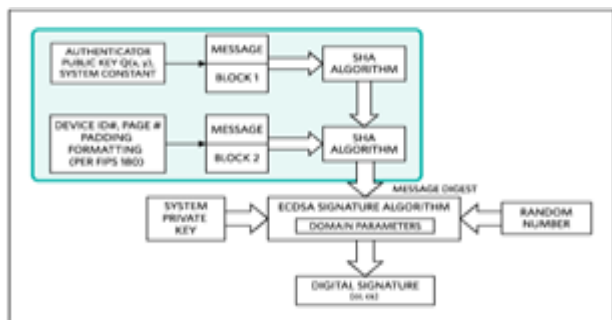 AUTHENTICATOR
PUBLIC KEY Q(x, y),
SYSTEM CONSTANT
MESSAGE
BLOCK 1
SHA
ALGORITHM
DEVICE ID#, PAGE #
PADDING
FORMATTING
(PER FIPS 180)
MESSAGE
BLOCK 2
SHA
ALGORITHM
MESSAGE DIGEST
SYSTEM
PRIVATE
KEY
ECDSA SIGNATURE ALGORITHM
DOMAIN PARAMETERS
RANDOM
NUMBER
DIGITAL SIGNATURE